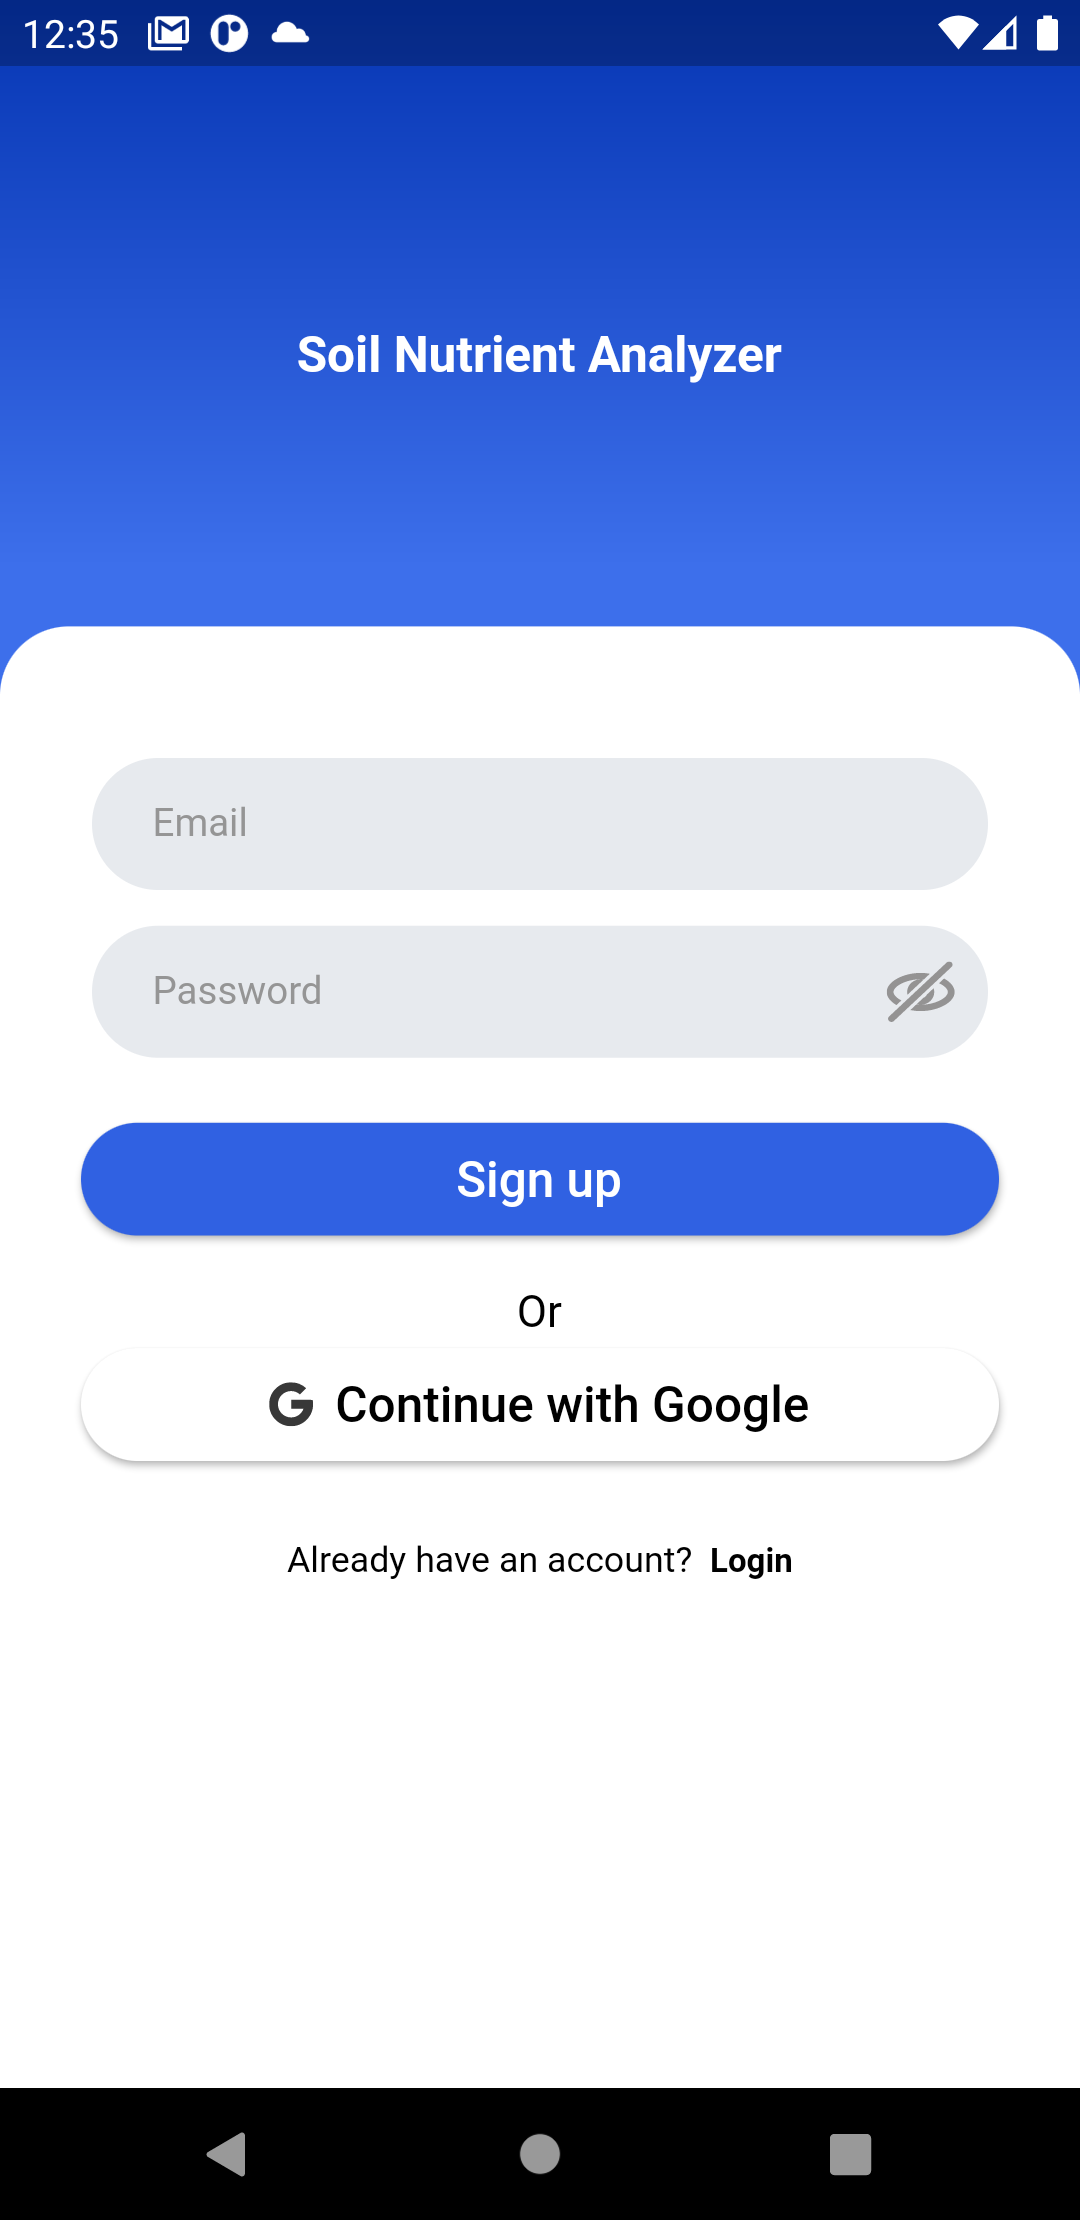 12:35
Soil Nutrient Analyzer
Email
Password
Sign up
Or
Continue with Google
Already have an account? Login